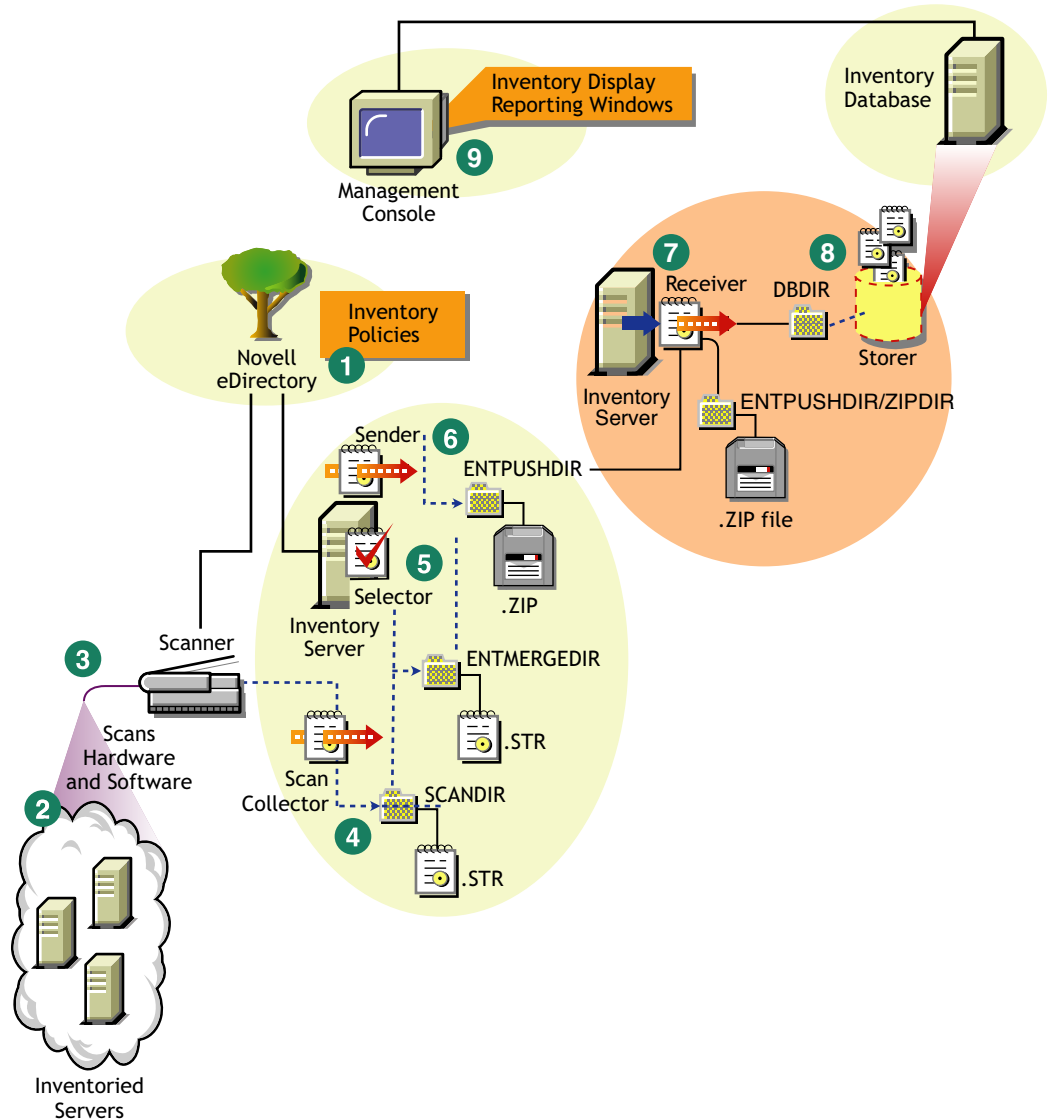 Inventory Display
Reporting Windows
Inventory
Database
9
Management
Console
7
Receiver
8
DBDIR
Storer
Inventory
Server
ENTPUSHDIR/ZIPDIR
.ZIP file
Inventory
Policies
Novell
eDirectory
1
Sender
6
ENTPUSHDIR
.ZIP
5
Selector
Inventory
Server
ENTMERGEDIR
.STR
Scanner
3
Scans
Hardware
and Software
Scan
Collector
4
SCANDIR
.STR
2
Inventoried
Servers